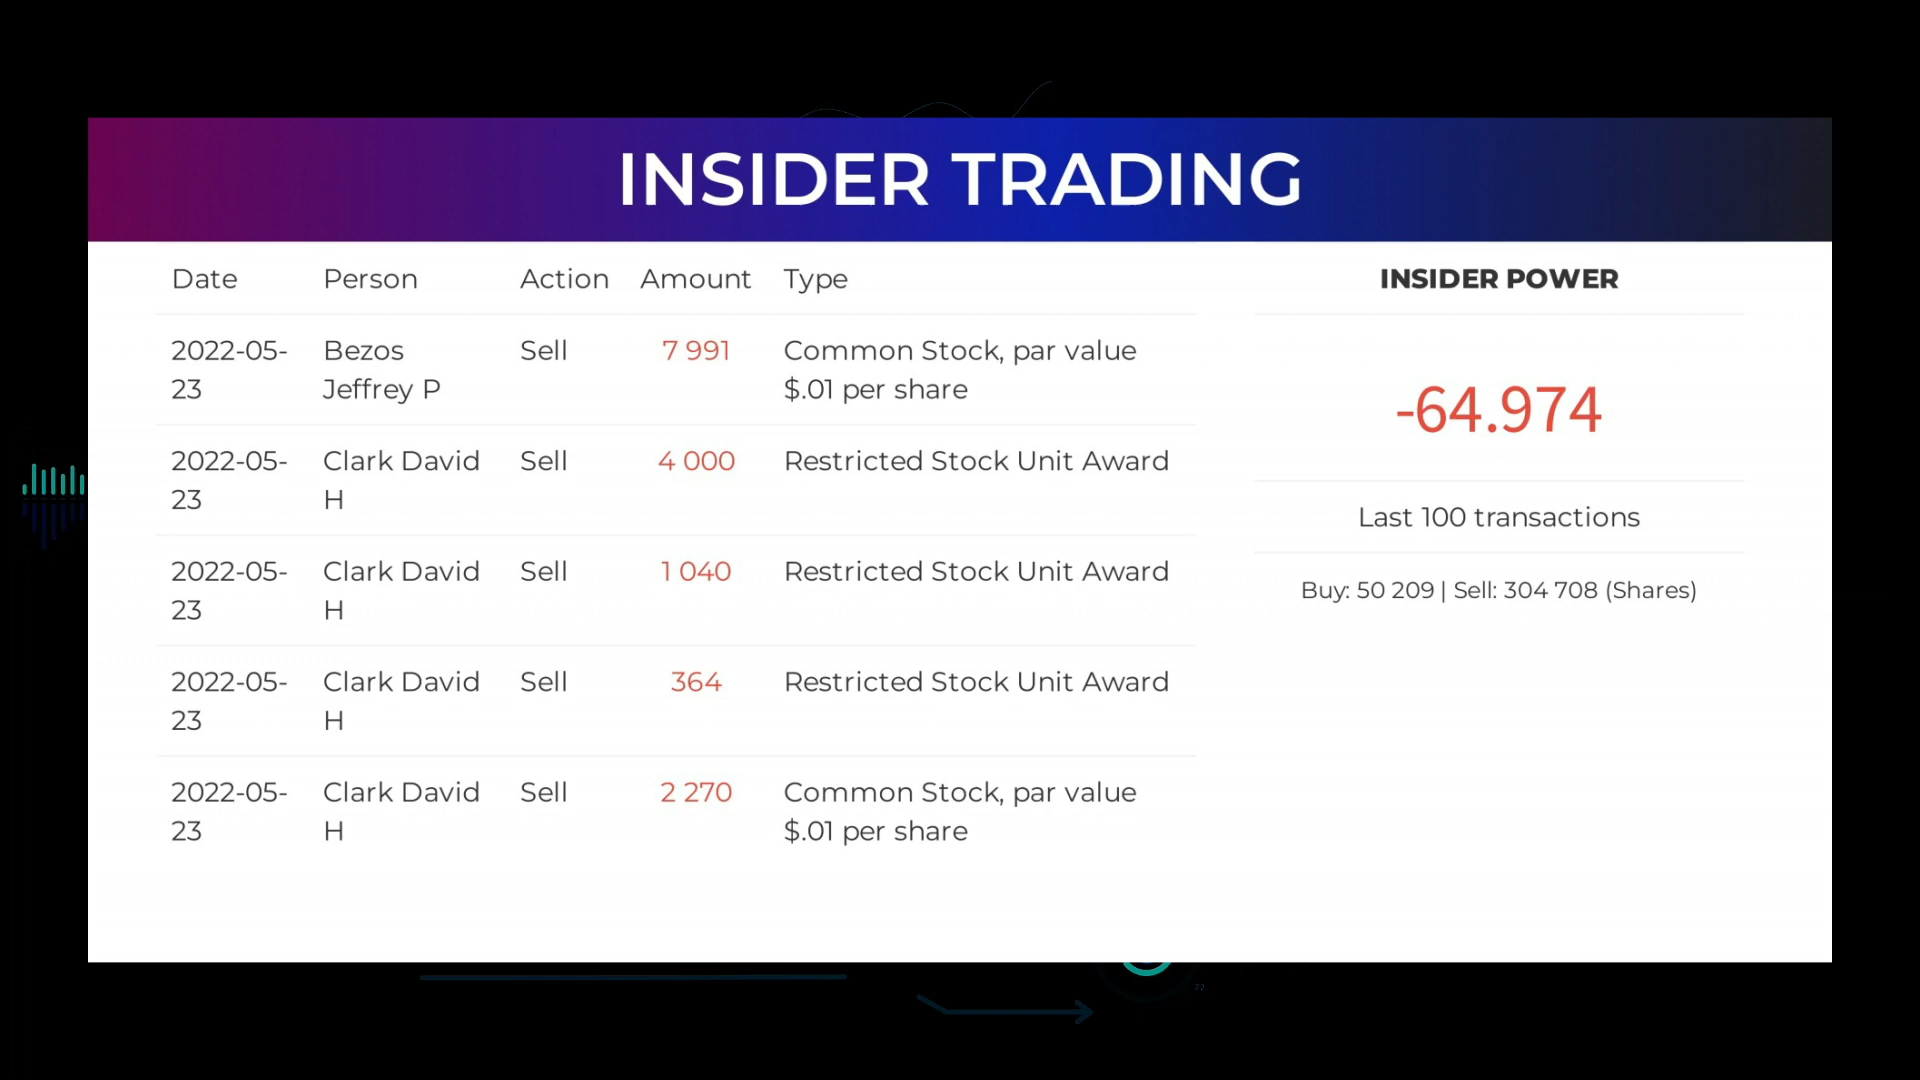 INSIDER TRADING
Date Person Action Amount Type
2022-05- Bezos Sell 7 991 Common Stock, par value
23 Jeffrey P $.01 per share
2022-05- Clark David Sell 4 000 Restricted Stock Unit Award
23 H
2022-05- Clark David Sell 1 040 Restricted Stock Unit Award
23 H
2022-05- Clark David Sell 364 Restricted Stock Unit Award
23 H
2022-05- Clark David Sell 2 270 Common Stock, par value
23 H $.01 per share
INSIDER POWER
-64.974
Last 100 transactions
Buy: 50 209 | Sell: 304 708 (Shares)